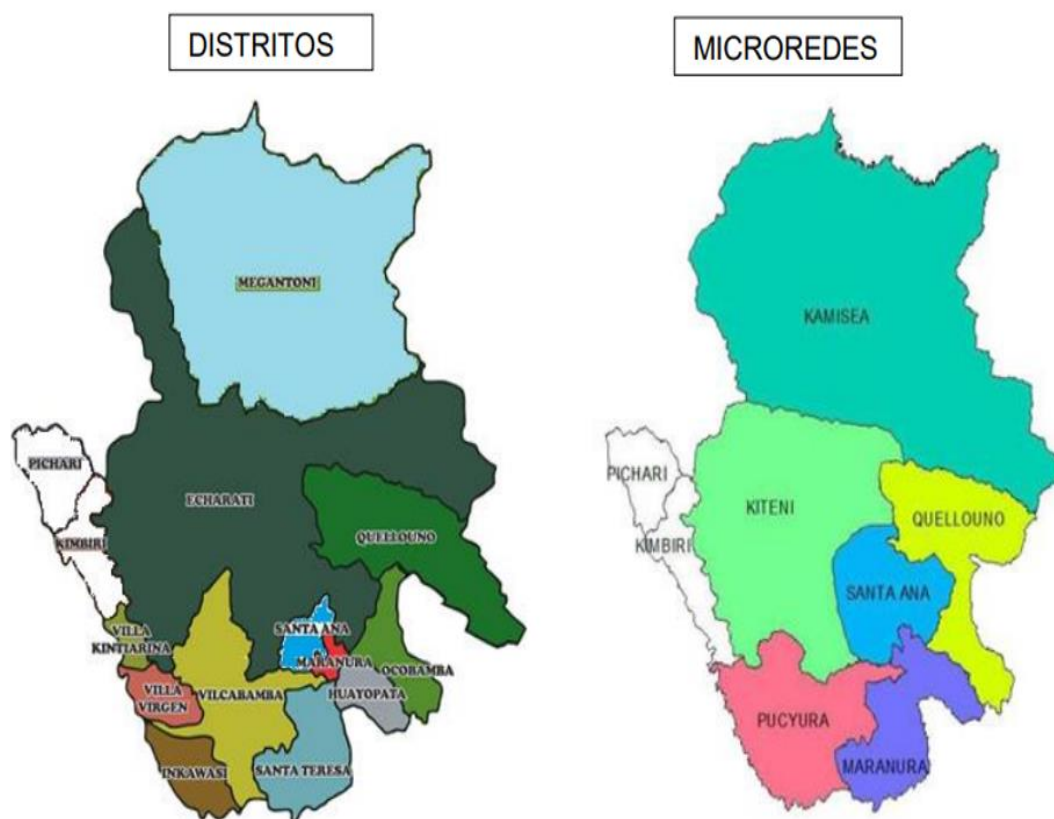 DISTRITOS
MEGANTONI
PICHARI
ECHARATI
KIMBIRI
QUELLOUNO
VILLA
KINTIARINA
SANTA ANA
MARANURA
OCOBAMBA
VILLA
VIRGEN
VILCABAMBA
HUAYOPATA
INKAWASI
SANTA TERESA
MICROREDES
KAMISEA
PICHARI
KITENI
QUELLOUNO
KIMBIRI
SANTA ANA
PUCYURA
MARANURA